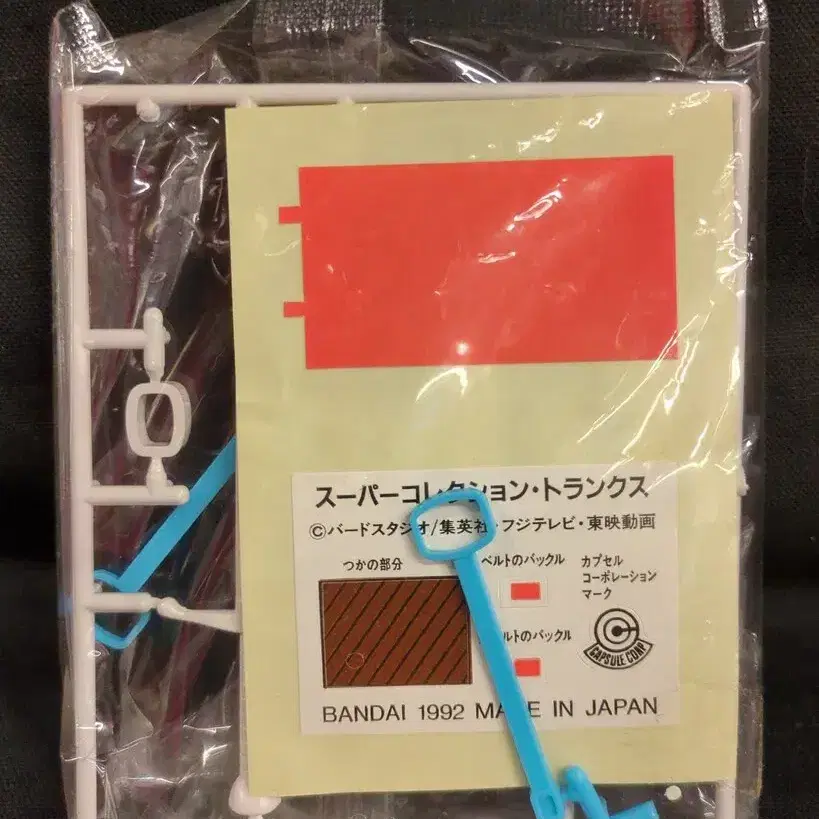 スーパーコレクション・トランクス
©バードスタジオ/集英社・フジテレビ・東映動画
つかの部分
ベルトのバックル
カプセル
コーポレーション
マーク
ルトのバックル
CAPSULE CORP.
BANDAI 1992 MADE IN JAPAN